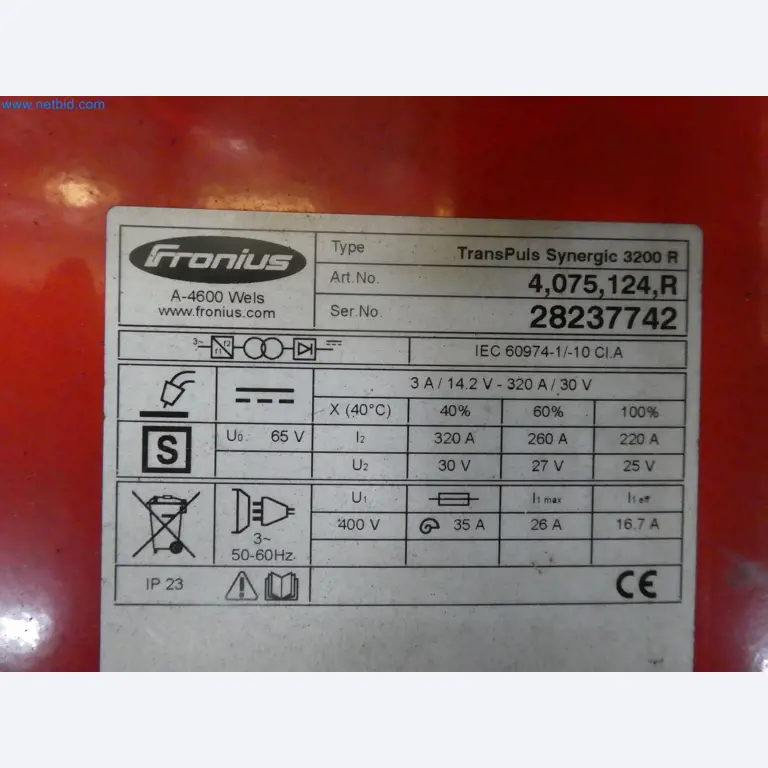 www.netbid.com
Fronius
A-4600 Wels
www.fronius.com
Type TransPuls Synergic 3200 R
Art.No. 4,075,124,R
Ser.No. 28237742
3~ f1 f2
IEC 60974-1/-10 Cl.A
3 A / 14.2 V - 320 A / 30 V
X (40°C) 40% 60% 100%
S
U0 65 V
I2 320 A 260 A 220 A
U2 30 V 27 V 25 V
3~
50-60Hz
U1 I1 max I1 eff
400 V 35 A 26 A 16.7 A
IP 23
CE